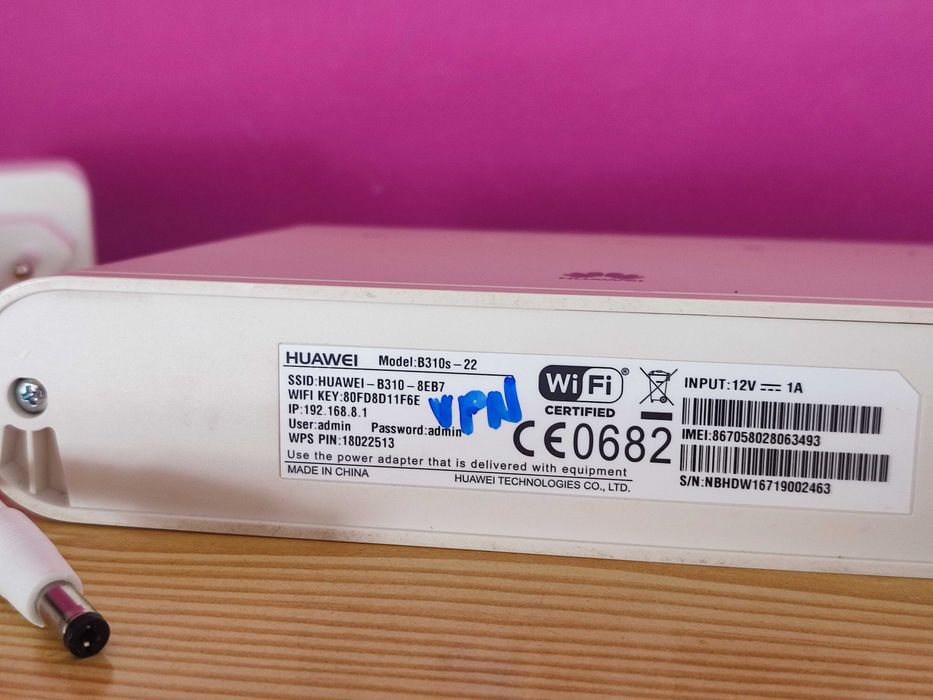 HUAWEI
HUAWEI Model:B310s-22
SSID:HUAWEI-B310-8EB7
WIFI KEY:80FD8D11F6E
IP:192.168.8.1
User:admin Password:admin
WPS PIN:18022513
Use the power adapter that is delivered with equipment
MADE IN CHINA HUAWEI TECHNOLOGIES CO., LTD.
VPN
WiFi®
CERTIFIED
CE0682
INPUT:12V ⎓ 1A
IMEI:867058028063493
S/N:NBHDW16719002463